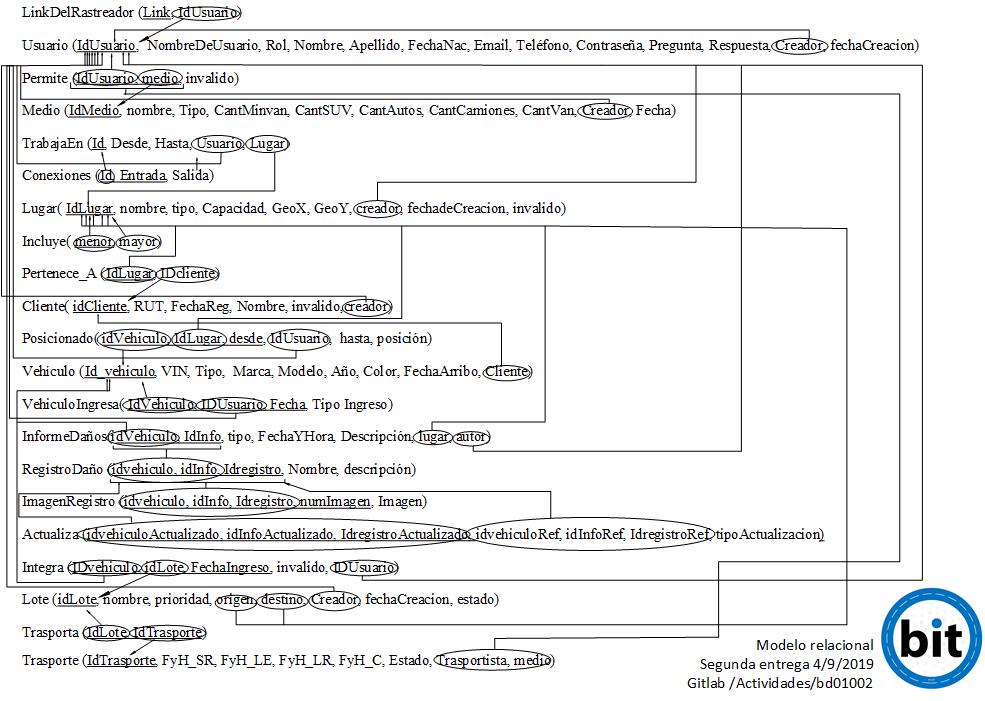 LinkDelRastreador (Link, IdUsuario)
Usuario (IdUsuario, NombreDeUsuario, Rol, Nombre, Apellido, FechaNac, Email, Teléfono, Contraseña, Pregunta, Respuesta, Creador, fechaCreacion)
Permite (IdUsuario, medio, invalido)
Medio (IdMedio, nombre, Tipo, CantMinvan, CantSUV, CantAutos, CantCamiones, CantVan, Creador, Fecha)
TrabajaEn (Id, Desde, Hasta, Usuario, Lugar)
Conexiones (Id, Entrada, Salida)
Lugar( IdLugar, nombre, tipo, Capacidad, GeoX, GeoY, creador, fechadeCreacion, invalido)
Incluye( menor, mayor)
Pertenece_A (IdLugar, IDcliente)
Cliente( idCliente, RUT, FechaReg, Nombre, invalido, creador)
Posicionado(idVehiculo, IdLugar, desde, IdUsuario, hasta, posición)
Vehiculo (Id_vehiculo, VIN, Tipo, Marca, Modelo, Año, Color, FechaArribo, Cliente)
VehiculoIngresa(IdVehiculo, IDUsuario, Fecha, Tipo Ingreso)
InformeDaños(idVehiculo, IdInfo, tipo, FechaYHora, Descripción, lugar, autor)
RegistroDaño (idvehiculo, idInfo, Idregistro, Nombre, descripción)
ImagenRegistro (idvehiculo, idInfo, Idregistro, numImagen, Imagen)
Actualiza(idvehiculoActualizado, idInfoActualizado, IdregistroActualizado, idvehiculoRef, idInfoRef, IdregistroRef, tipoActualizacion)
Integra (IDvehiculo, idLote, FechaIngreso, invalido, IDUsuario)
Lote (idLote, nombre, prioridad, origen, destino, Creador, fechaCreacion, estado)
Trasporta (IdLote, IdTrasporte)
Trasporte (IdTrasporte, FyH_SR, FyH_LE, FyH_LR, FyH_C, Estado, Trasportista, medio)
Modelo relacional
Segunda entrega 4/9/2019
Gitlab /Actividades/bd01002
bit